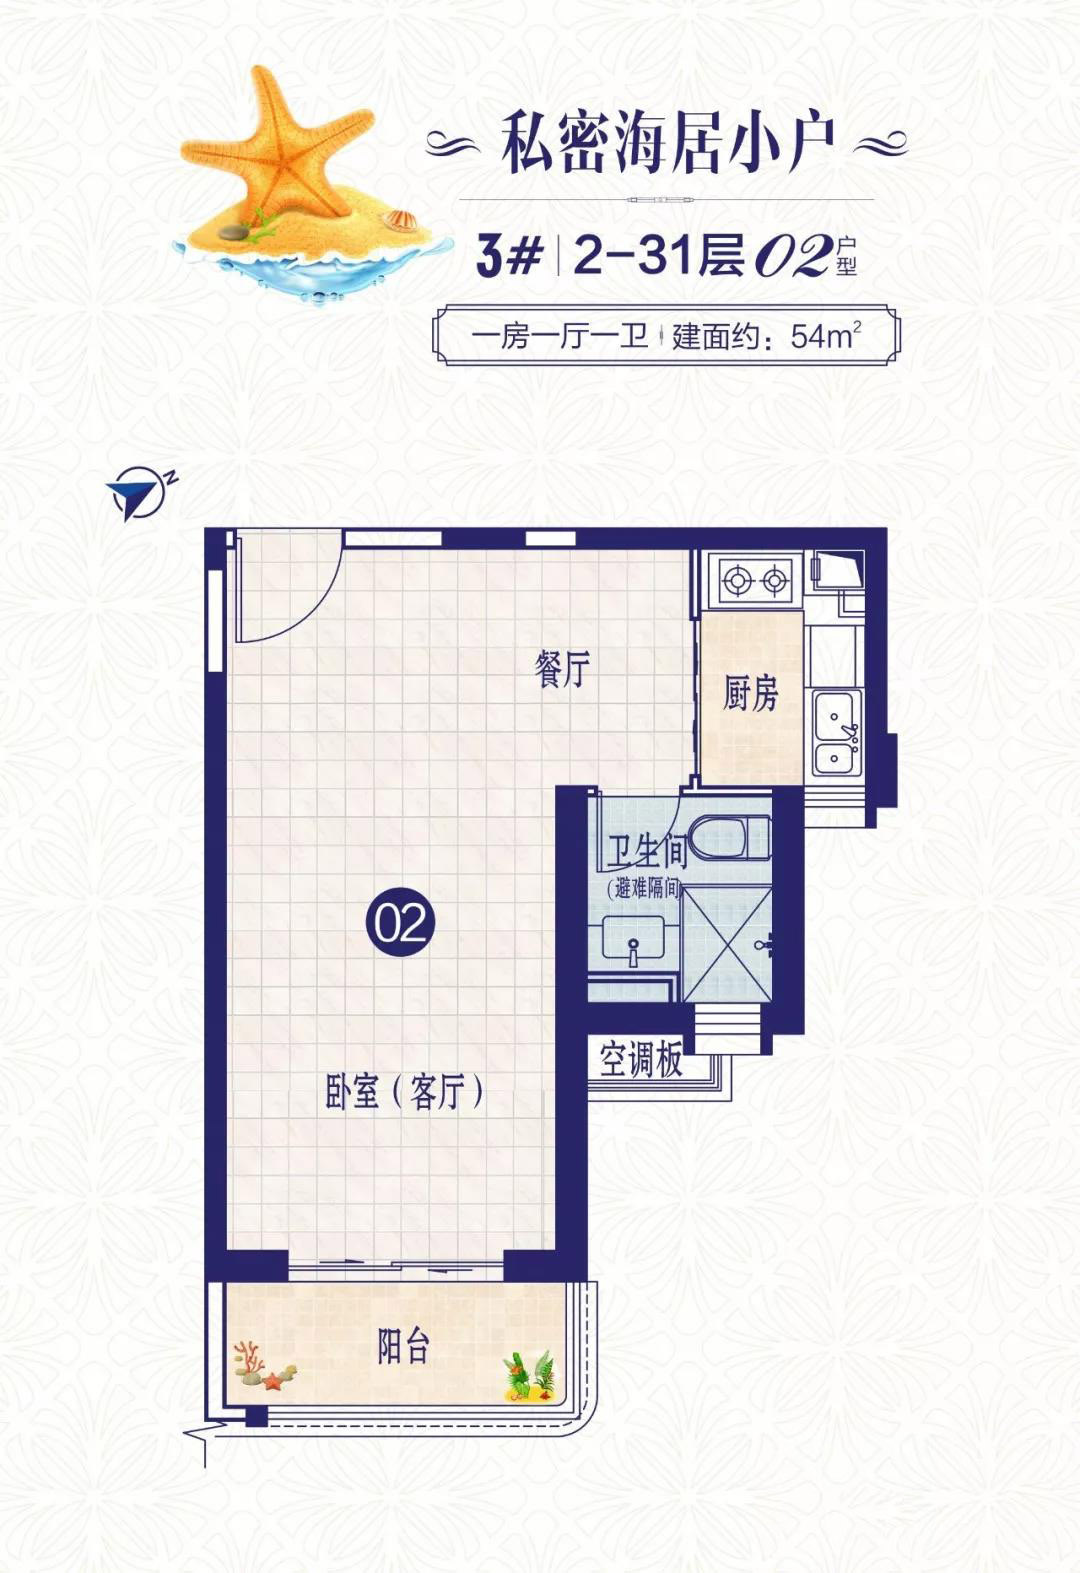 私密海居小户
3# 2-31层 02 户型
一房一厅一卫 建面约：54m²
N
餐厅
厨房
卫生间
(避难隔间)
02
空调板
卧室（客厅）
阳台